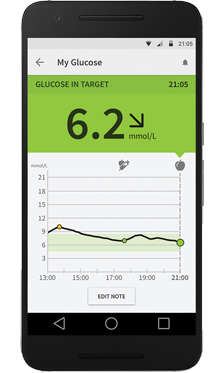 21:05
My Glucose
GLUCOSE IN TARGET 21:05
6.2 mmol/L
mmol/L
21
18
15
12
9
6
3
13:00 15:00 17:00 19:00 21:00
EDIT NOTE